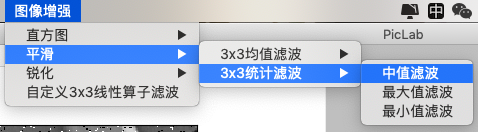 图像增强
中
直方图
平滑
锐化
自定义3x3线性算子滤波
3x3均值滤波
3x3统计滤波
PicLab
中值滤波
最大值滤波
最小值滤波